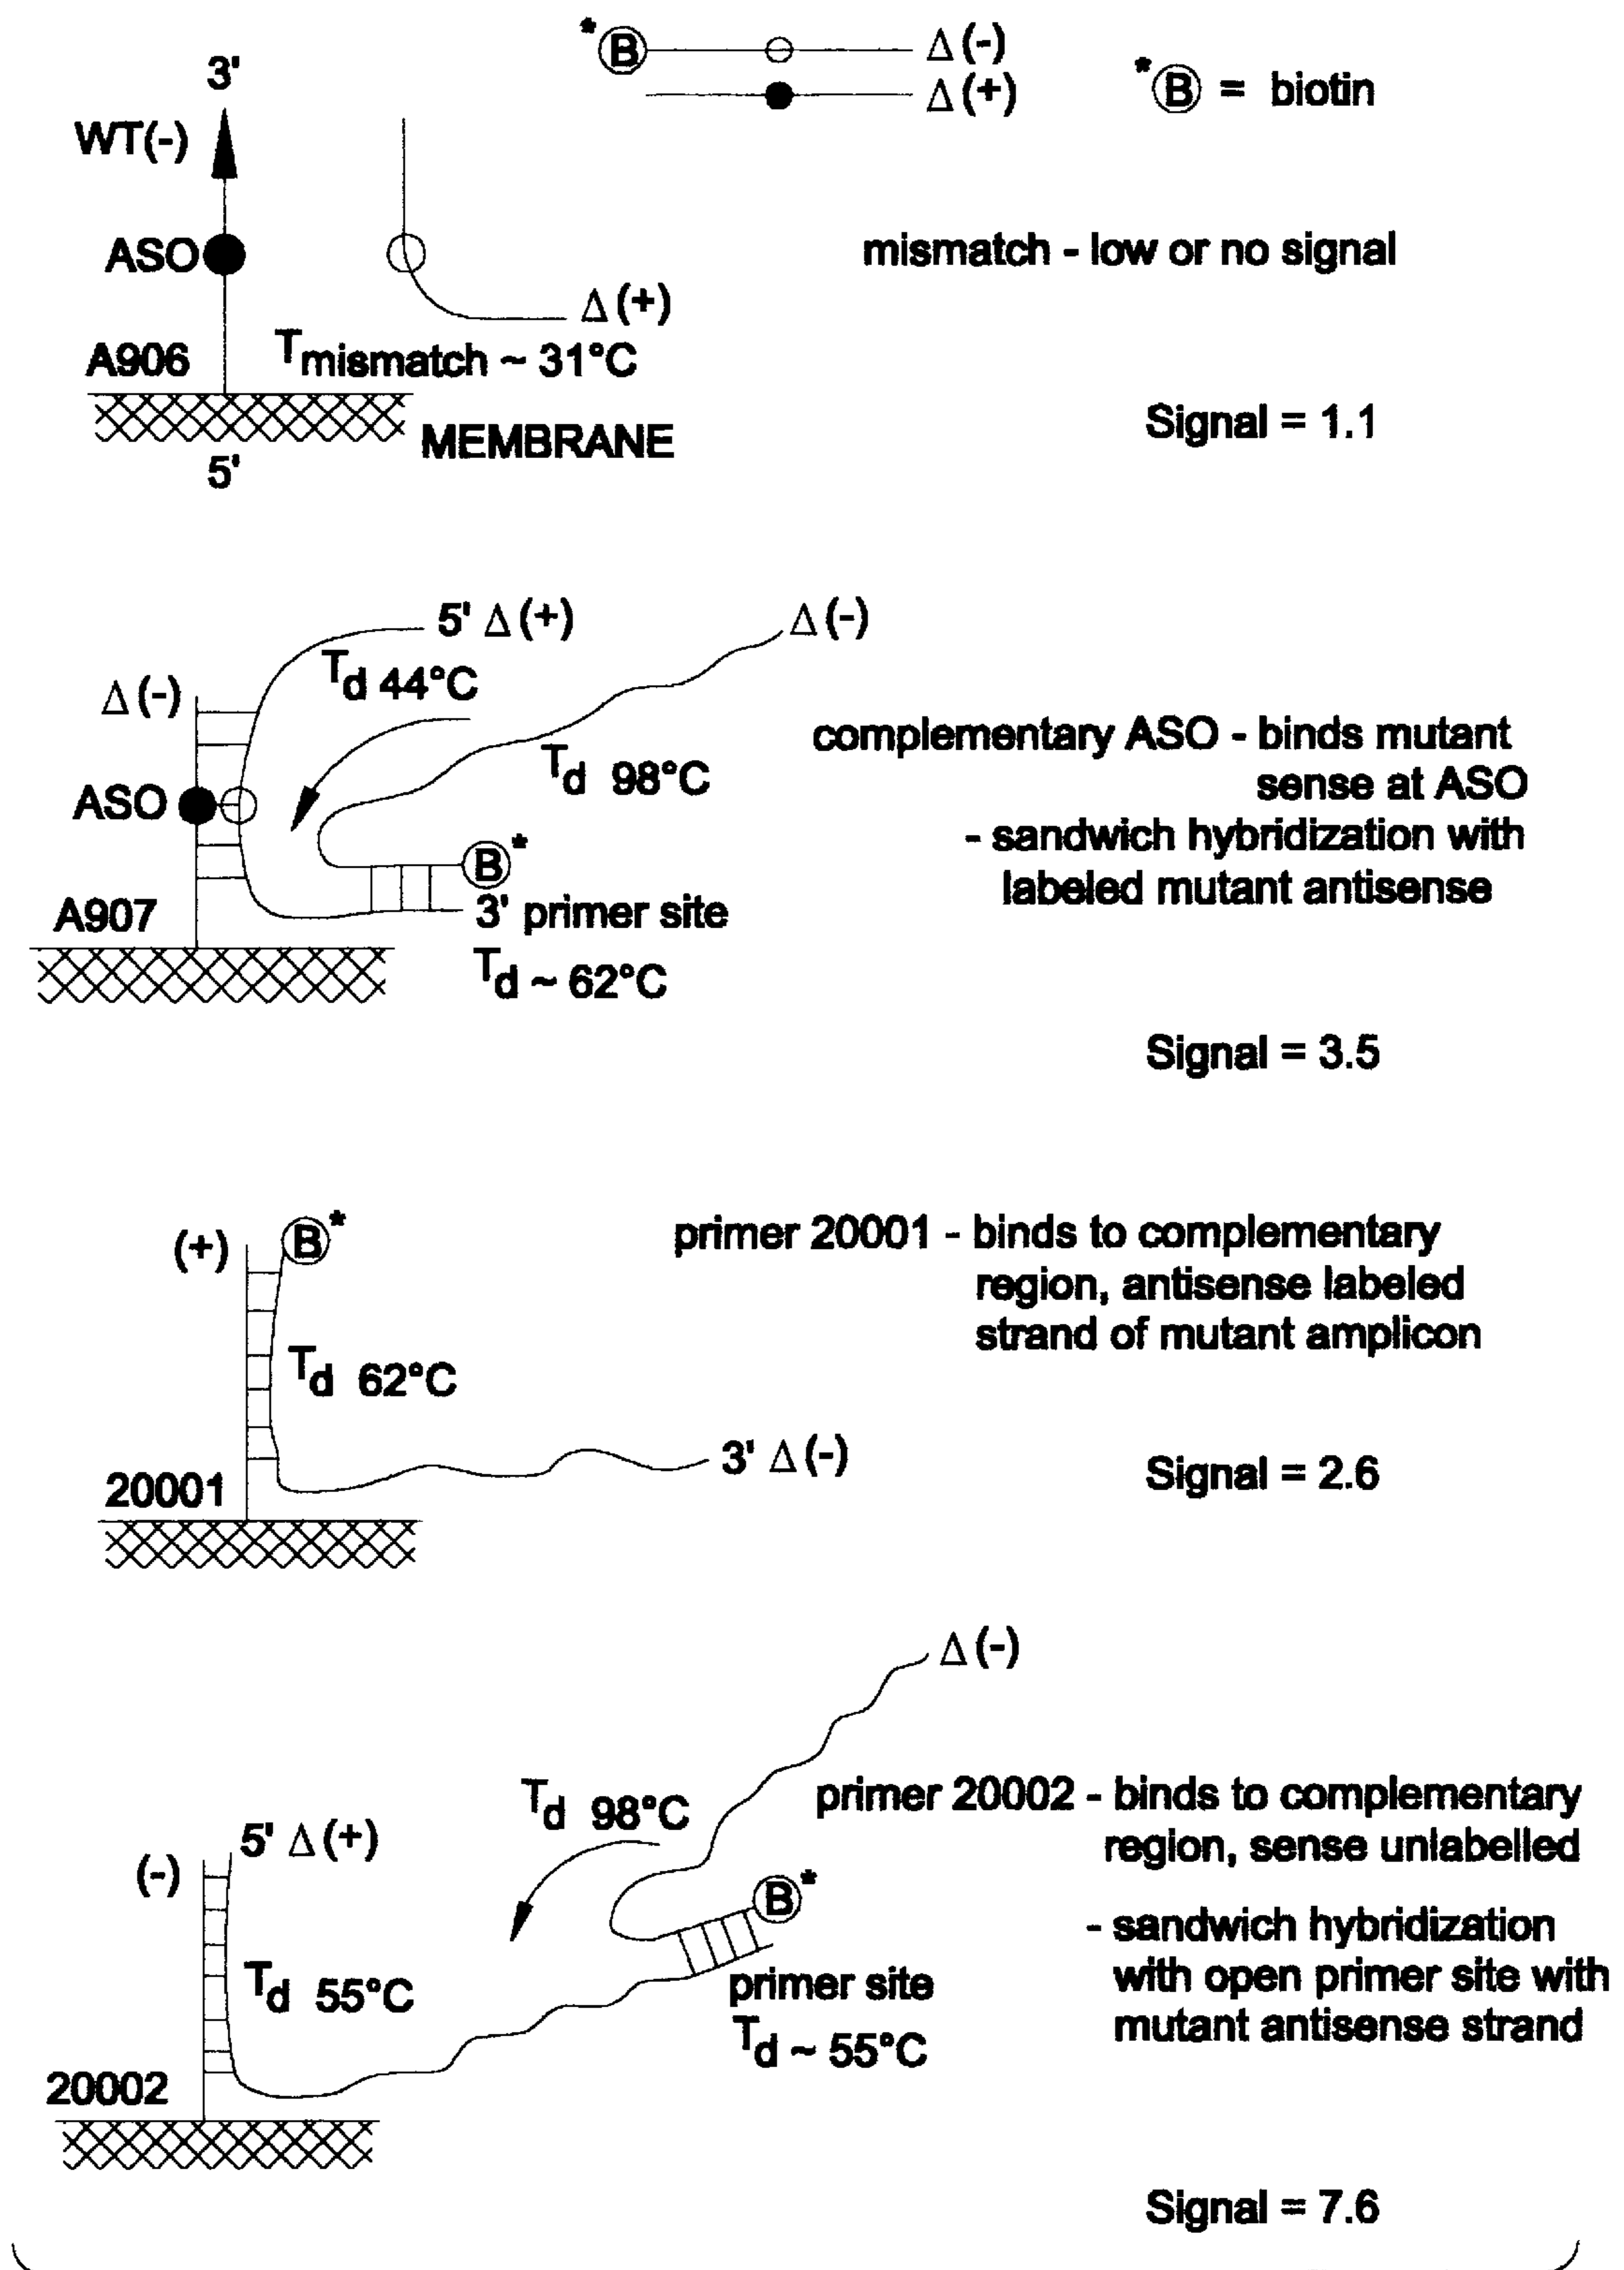 *Ⓑ Δ(-)
Δ(+)
*Ⓑ = biotin
3'
WT(-)
ASO
Δ(+)
A906
Tmismatch ~ 31°C
MEMBRANE
5'
mismatch - low or no signal
Signal = 1.1
5' Δ(+)
Δ(-)
Td 44°C
Δ(-)
Td 98°C
ASO
Ⓑ*
3' primer site
A907
Td ~ 62°C
complementary ASO - binds mutant
sense at ASO
- sandwich hybridization with
labeled mutant antisense
Signal = 3.5
(+)
Ⓑ*
Td 62°C
3' Δ(-)
20001
primer 20001 - binds to complementary
region, antisense labeled
strand of mutant amplicon
Signal = 2.6
Δ(-)
Td 98°C
5' Δ(+)
(-)
Ⓑ*
Td 55°C
primer site
Td ~ 55°C
20002
primer 20002 - binds to complementary
region, sense unlabelled
- sandwich hybridization
with open primer site with
mutant antisense strand
Signal = 7.6